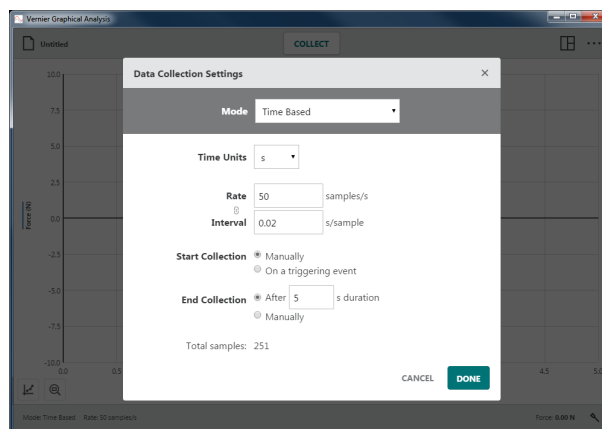 Vernier Graphical Analysis
Untitled
COLLECT
Data Collection Settings
Mode Time Based
Time Units s
Rate 50 samples/s
Interval 0.02 s/sample
Start Collection Manually
On a triggering event
End Collection After 5 s duration
Manually
Total samples: 251
CANCEL DONE
10.0
7.5
5.0
2.5
0.0
-2.5
-5.0
-7.5
-10.0
Force (N)
0.0 0.5 4.5 5.0
Mode: Time Based Rate: 50 samples/s Force: 0.00 N